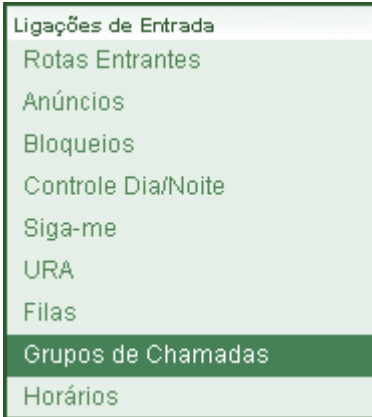 Ligações de Entrada
Rotas Entrantes
Anúncios
Bloqueios
Controle Dia/Noite
Siga-me
URA
Filas
Grupos de Chamadas
Horários